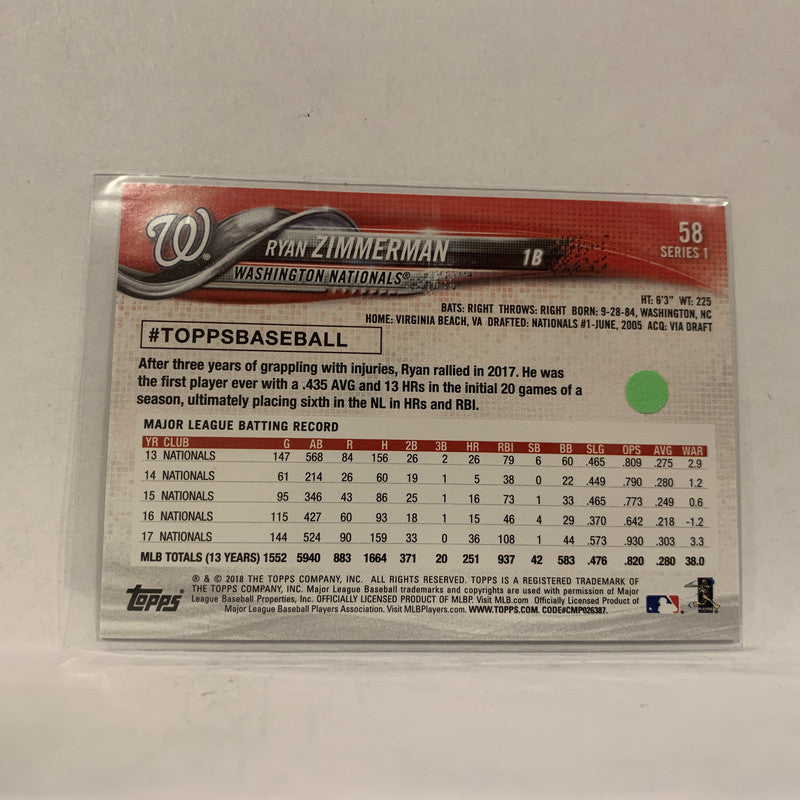 W
RYAN ZIMMERMAN 1B
WASHINGTON NATIONALS®
58
SERIES 1
HT: 6'3" WT: 225
BATS: RIGHT THROWS: RIGHT BORN: 9-28-84, WASHINGTON, NC
HOME: VIRGINIA BEACH, VA DRAFTED: NATIONALS #1-JUNE, 2005 ACQ: VIA DRAFT
#TOPPSBASEBALL
After three years of grappling with injuries, Ryan rallied in 2017. He was
the first player ever with a .435 AVG and 13 HRs in the initial 20 games of a
season, ultimately placing sixth in the NL in HRs and RBI.
MAJOR LEAGUE BATTING RECORD
YR CLUB G AB R H 2B 3B HR RBI SB BB SLG OPS AVG WAR
13 NATIONALS 147 568 84 156 26 2 26 79 6 60 .465 .809 .275 2.9
14 NATIONALS 61 214 26 60 19 1 5 38 0 22 .449 .790 .280 1.2
15 NATIONALS 95 346 43 86 25 1 16 73 1 33 .465 .773 .249 0.6
16 NATIONALS 115 427 60 93 18 1 15 46 4 29 .370 .642 .218 -1.2
17 NATIONALS 144 524 90 159 33 0 36 108 1 44 .573 .930 .303 3.3
MLB TOTALS (13 YEARS) 1552 5940 883 1664 371 20 251 937 42 583 .476 .820 .280 38.0
Topps
® & © 2018 THE TOPPS COMPANY, INC. ALL RIGHTS RESERVED. TOPPS IS A REGISTERED TRADEMARK OF
THE TOPPS COMPANY, INC. Major League Baseball trademarks and copyrights are used with permission of Major
League Baseball Properties, Inc. OFFICIALLY LICENSED PRODUCT OF MLBP. Visit MLB.com Officially Licensed Product of
Major League Baseball Players Association. Visit MLBPlayers.com. WWW.TOPPS.COM. CODE#CMP026387.